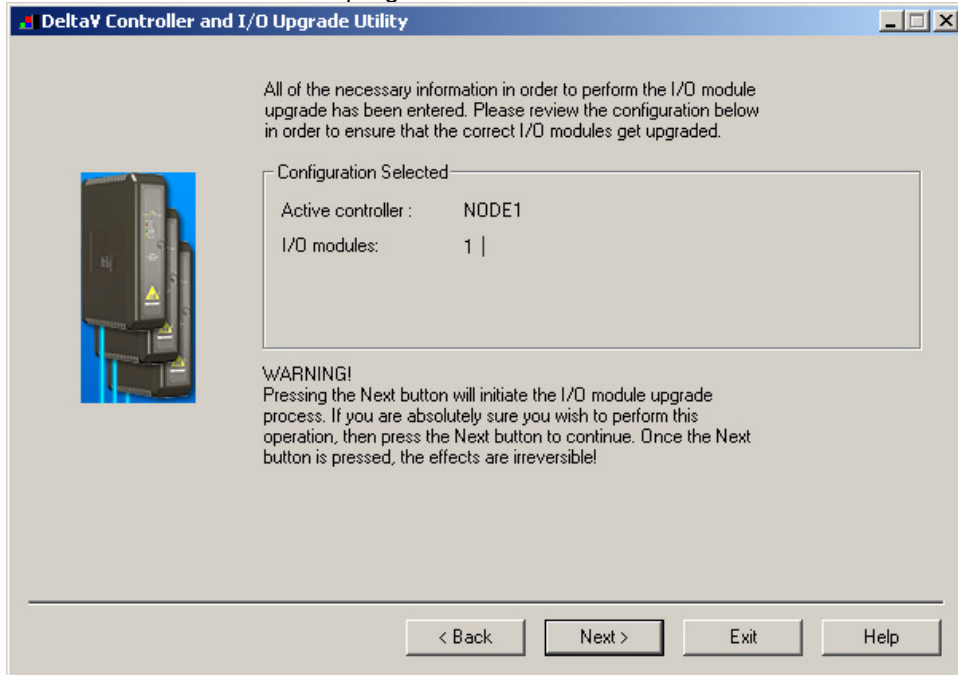 DeltaV Controller and I/O Upgrade Utility
All of the necessary information in order to perform the I/O module
upgrade has been entered. Please review the configuration below
in order to ensure that the correct I/O modules get upgraded.
Configuration Selected
Active controller : NODE1
I/O modules: 1 |
WARNING!
Pressing the Next button will initiate the I/O module upgrade
process. If you are absolutely sure you wish to perform this
operation, then press the Next button to continue. Once the Next
button is pressed, the effects are irreversible!
< Back Next > Exit Help